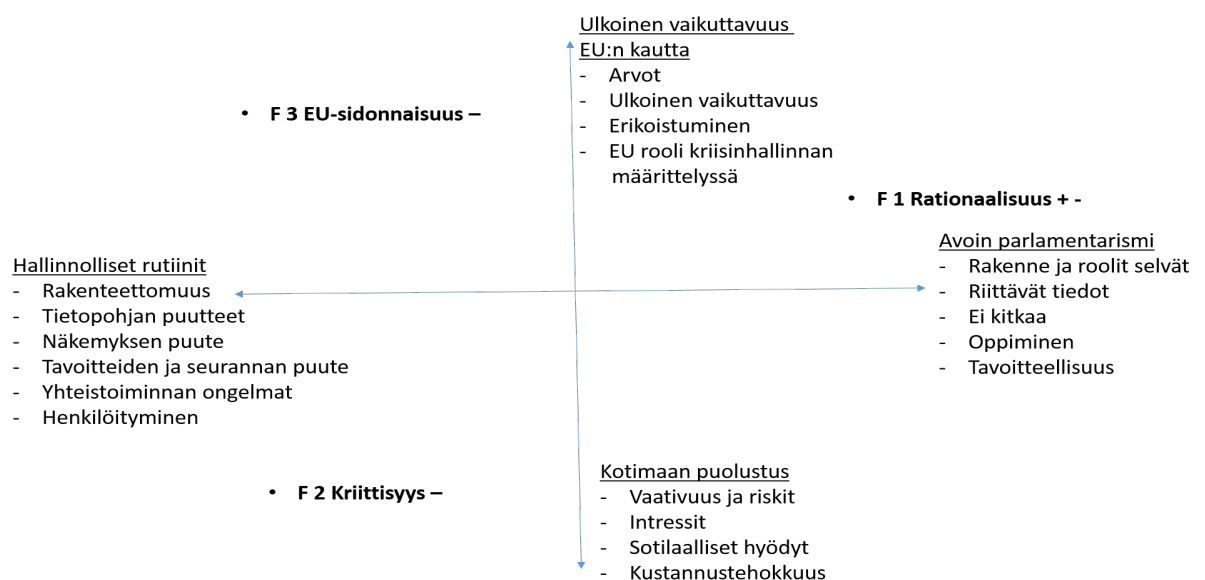 Ulkoinen vaikuttavuus
EU:n kautta
- Arvot
- Ulkoinen vaikuttavuus
- Erikoistuminen
- EU rooli kriisinhallinnan
määrittelyssä
• F 3 EU-sidonnaisuus –
• F 1 Rationaalisuus + -
Avoin parlamentarismi
- Rakenne ja roolit selvät
- Riittävät tiedot
- Ei kitkaa
- Oppiminen
- Tavoitteellisuus
Hallinnolliset rutiinit
- Rakenteettomuus
- Tietopohjan puutteet
- Näkemyksen puute
- Tavoitteiden ja seurannan puute
- Yhteistoiminnan ongelmat
- Henkilöityminen
• F 2 Kriittisyys –
Kotimaan puolustus
- Vaativuus ja riskit
- Intressit
- Sotilaalliset hyödyt
- Kustannustehokkuus